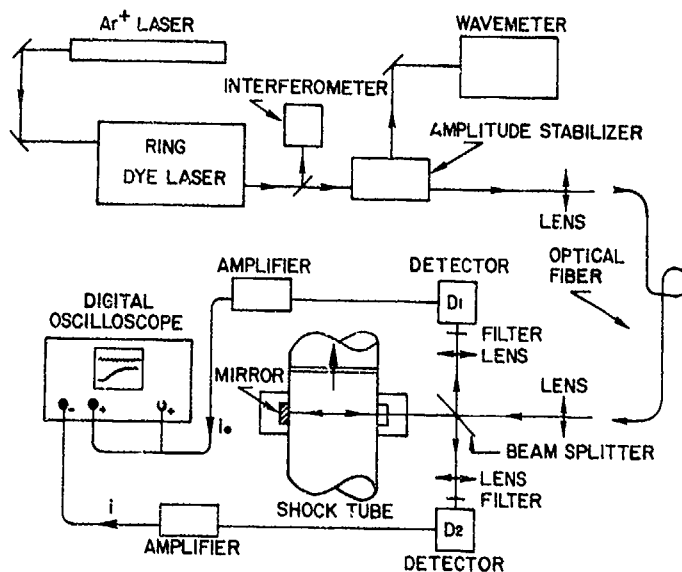 Ar+ LASER
WAVEMETER
INTERFEROMETER
AMPLITUDE STABILIZER
RING
DYE LASER
LENS
OPTICAL
FIBER
AMPLIFIER
DETECTOR
D1
DIGITAL
OSCILLOSCOPE
FILTER
LENS
MIRROR
LENS
- + +
i₀
BEAM SPLITTER
LENS
FILTER
SHOCK TUBE
i
AMPLIFIER
D2
DETECTOR